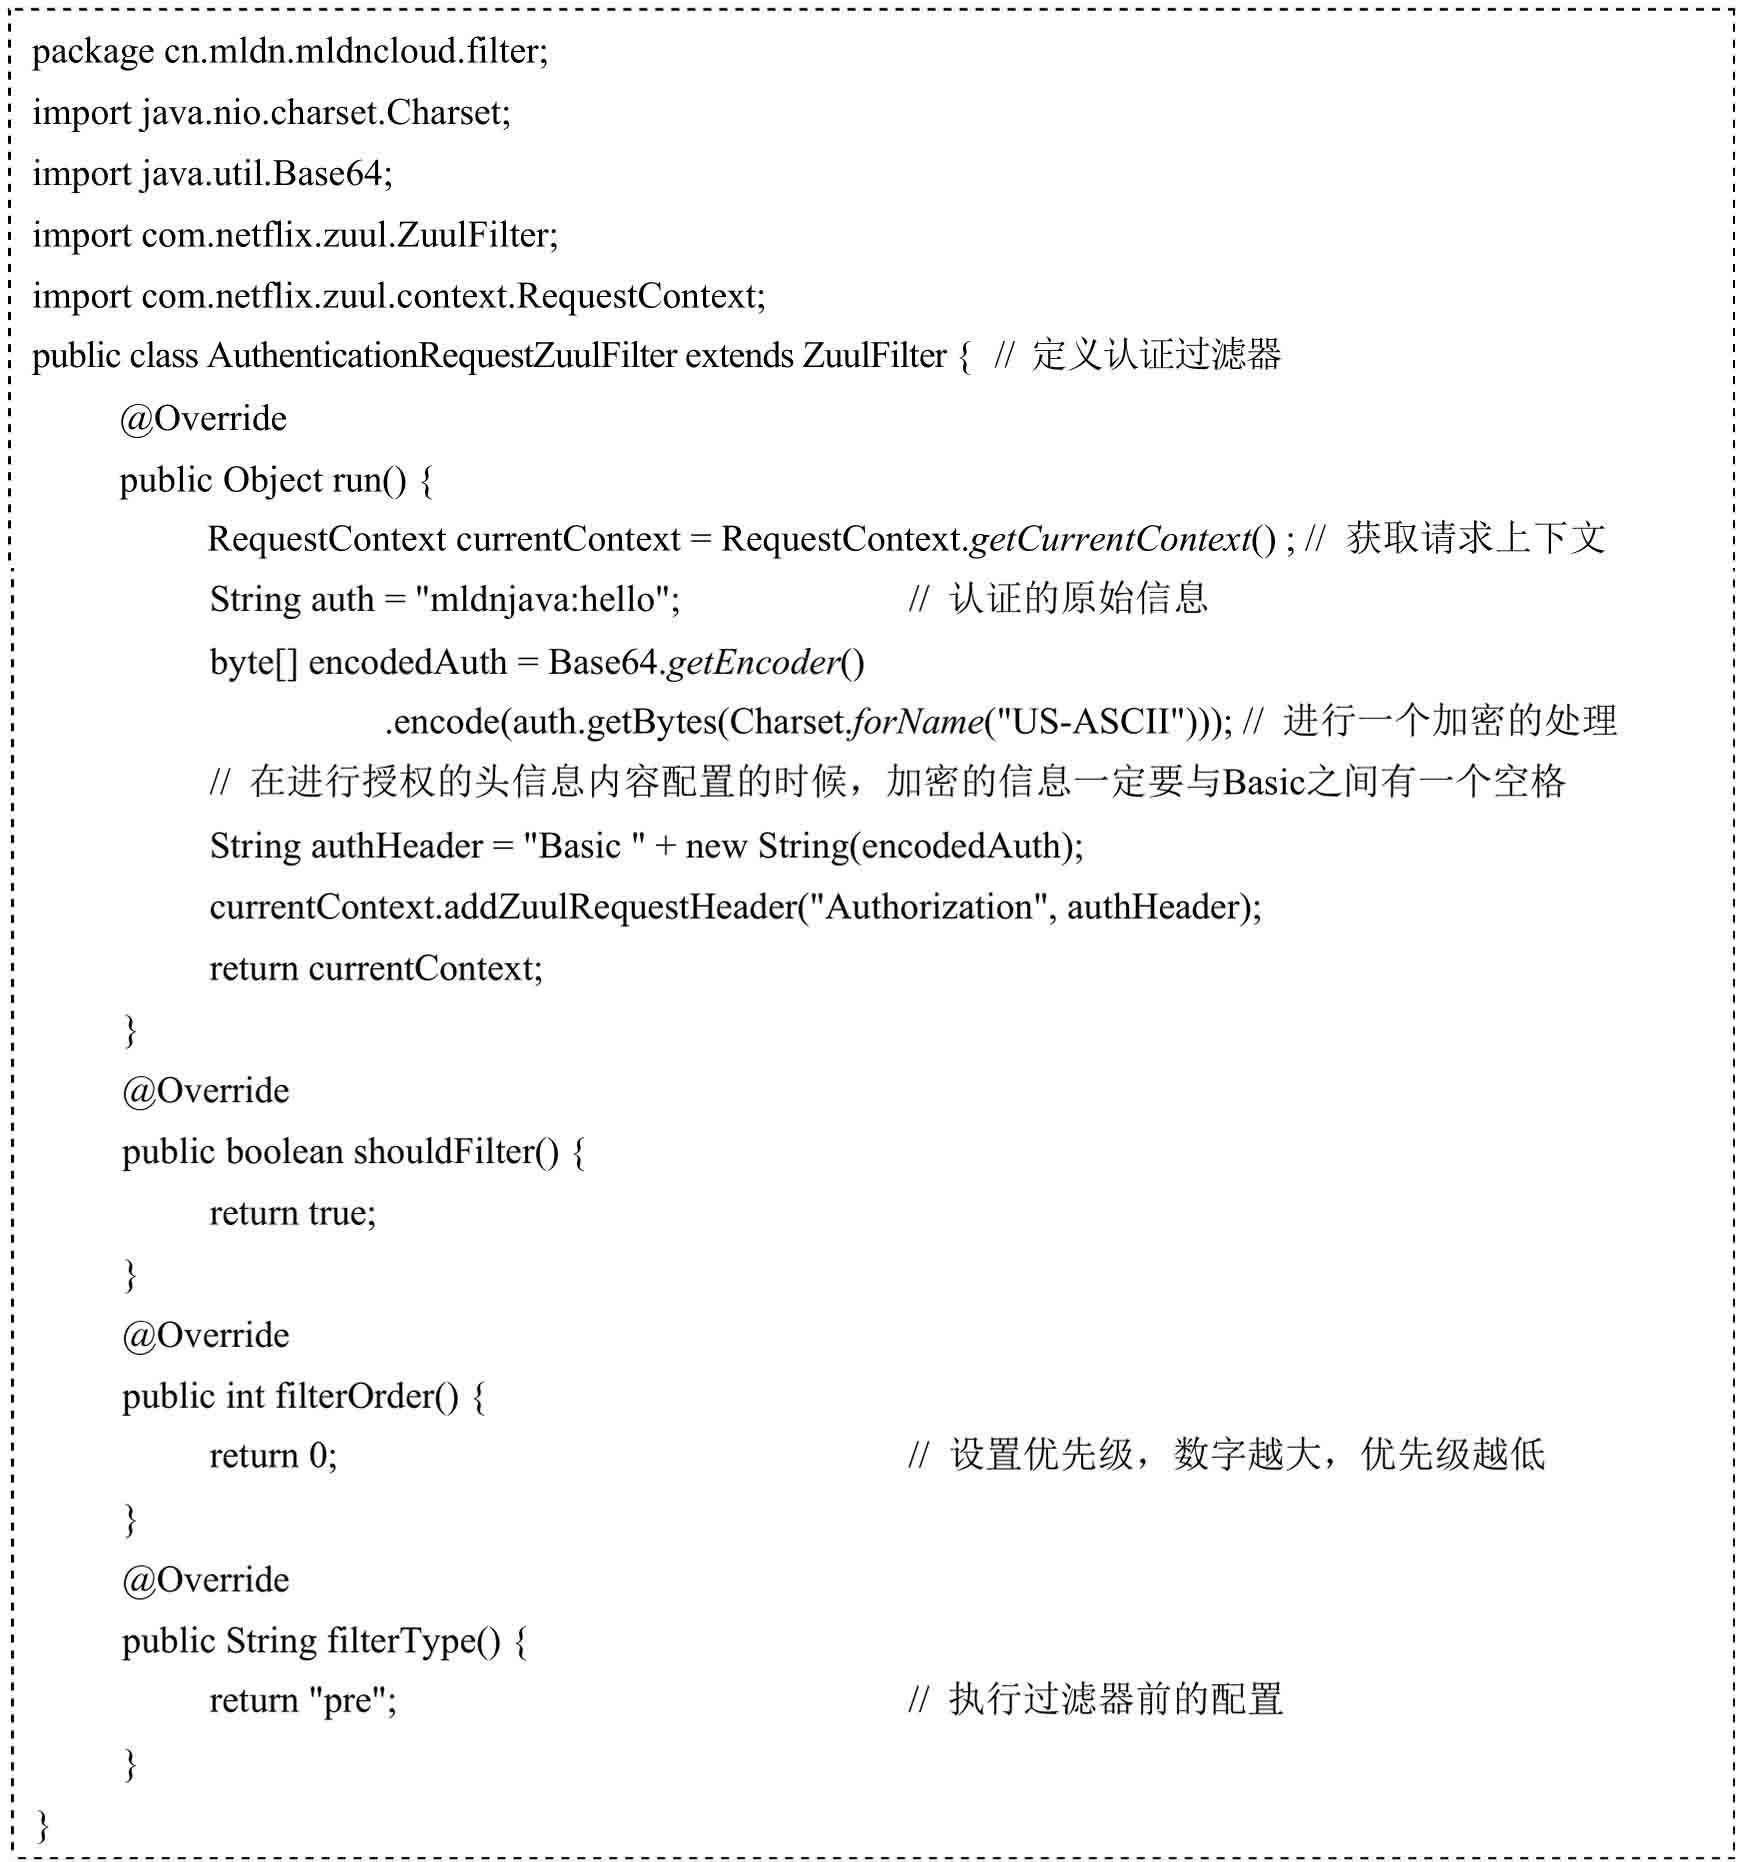 package cn.mldn.mldncloud.filter;
import java.nio.charset.Charset;
import java.util.Base64;
import com.netflix.zuul.ZuulFilter;
import com.netflix.zuul.context.RequestContext;
public class AuthenticationRequestZuulFilter extends ZuulFilter { // 定义认证过滤器
@Override
public Object run() {
RequestContext currentContext = RequestContext.getCurrentContext() ; // 获取请求上下文
String auth = "mldnjava:hello"; // 认证的原始信息
byte[] encodedAuth = Base64.getEncoder()
.encode(auth.getBytes(Charset.forName("US-ASCII"))); // 进行一个加密的处理
// 在进行授权的头信息内容配置的时候，加密的信息一定要与Basic之间有一个空格
String authHeader = "Basic " + new String(encodedAuth);
currentContext.addZuulRequestHeader("Authorization", authHeader);
return currentContext;
}
@Override
public boolean shouldFilter() {
return true;
}
@Override
public int filterOrder() {
return 0; // 设置优先级，数字越大，优先级越低
}
@Override
public String filterType() {
return "pre"; // 执行过滤器前的配置
}
}